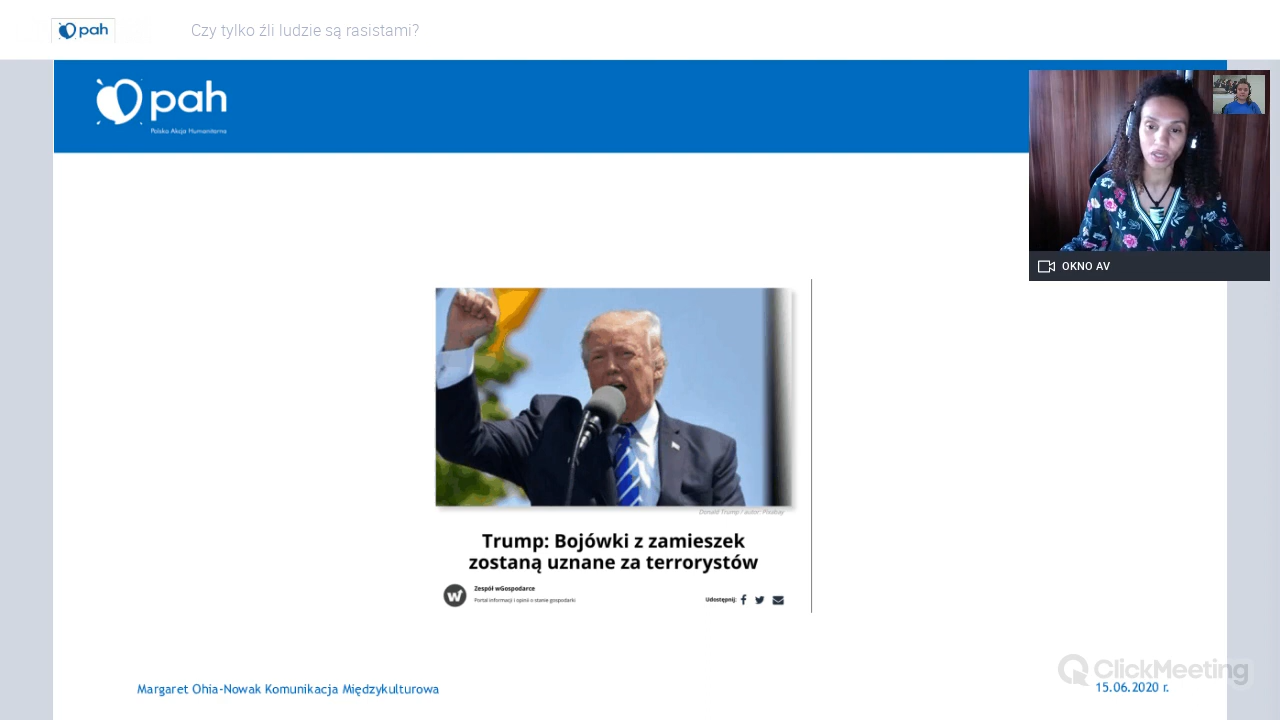 pah
Czy tylko źli ludzie są rasistami?
pah
Polska Akcja Humanitarna
OKNO AV
Donald Trump / autor: Pixabay
Trump: Bojówki z zamieszek
zostaną uznane za terrorystów
Zespół wGospodarce
Portal informacji i opinii o stanie gospodarki
Udostępnij:
ClickMeeting
Margaret Ohia-Nowak Komunikacja Międzykulturowa
15.06.2020 r.